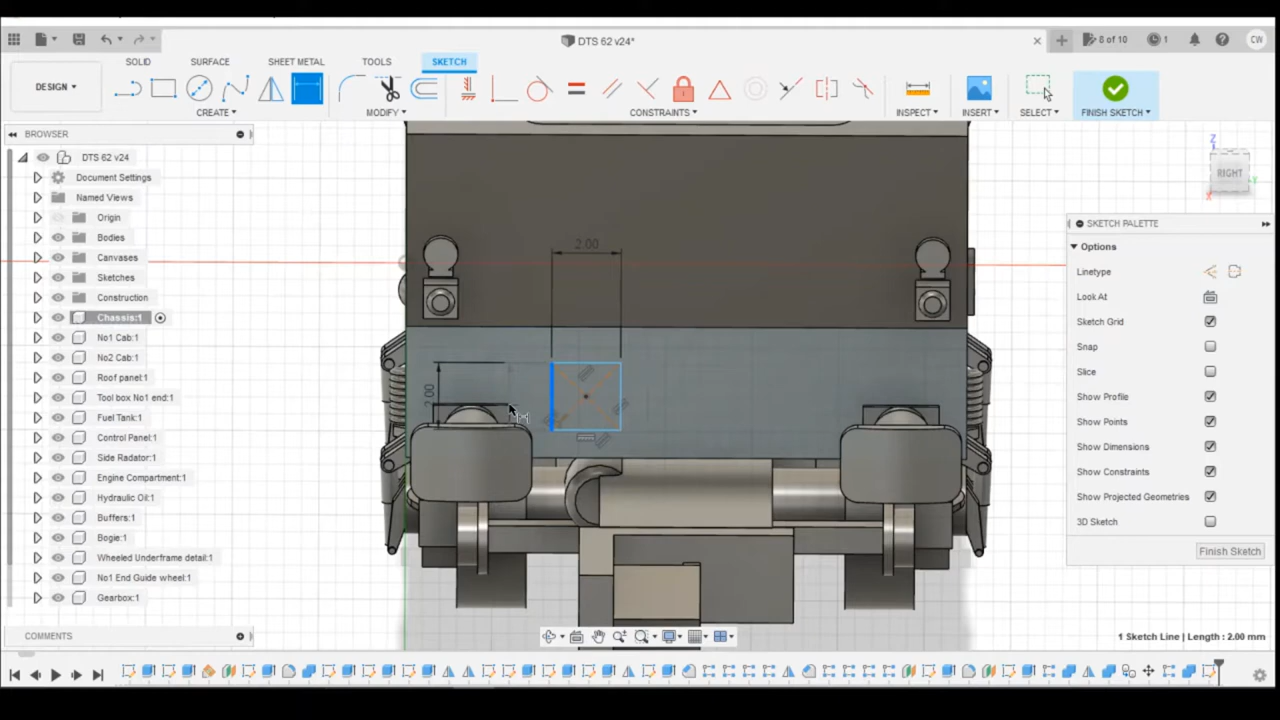 DTS 62 v24*
8 of 10
1
CW
DESIGN
SOLID
SURFACE
SHEET METAL
TOOLS
SKETCH
CREATE
MODIFY
CONSTRAINTS
INSPECT
INSERT
SELECT
FINISH SKETCH
BROWSER
DTS 62 v24
Document Settings
Named Views
Origin
Bodies
Canvases
Sketches
Construction
Chassis:1
No1 Cab:1
No2 Cab:1
Roof panel:1
Tool box No1 end:1
Fuel Tank:1
Control Panel:1
Side Radator:1
Engine Compartment:1
Hydraulic Oil:1
Buffers:1
Bogie:1
Wheeled Underframe detail:1
No1 End Guide wheel:1
Gearbox:1
COMMENTS
2.00
2.00
Z
RIGHT
Y
X
SKETCH PALETTE
Options
Linetype
Look At
Sketch Grid
Snap
Slice
Show Profile
Show Points
Show Dimensions
Show Constraints
Show Projected Geometries
3D Sketch
Finish Sketch
1 Sketch Line | Length : 2.00 mm